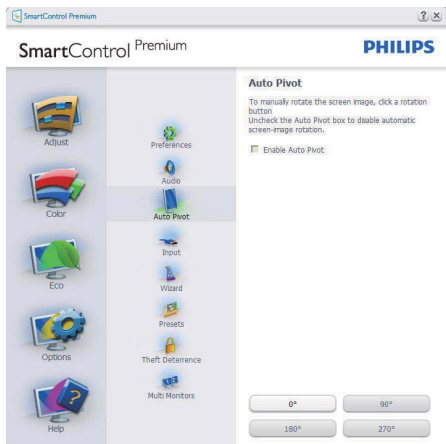 SmartControl Premium
SmartControl Premium
PHILIPS
Adjust
Color
Eco
Options
Help
Preferences
Audio
Auto Pivot
Input
Wizard
Presets
Theft Deterrence
Multi Monitors
Auto Pivot
To manually rotate the screen image, click a rotation
button
Uncheck the Auto Pivot box to disable automatic
screen-image rotation.
Enable Auto Pivot
0°
90°
180°
270°